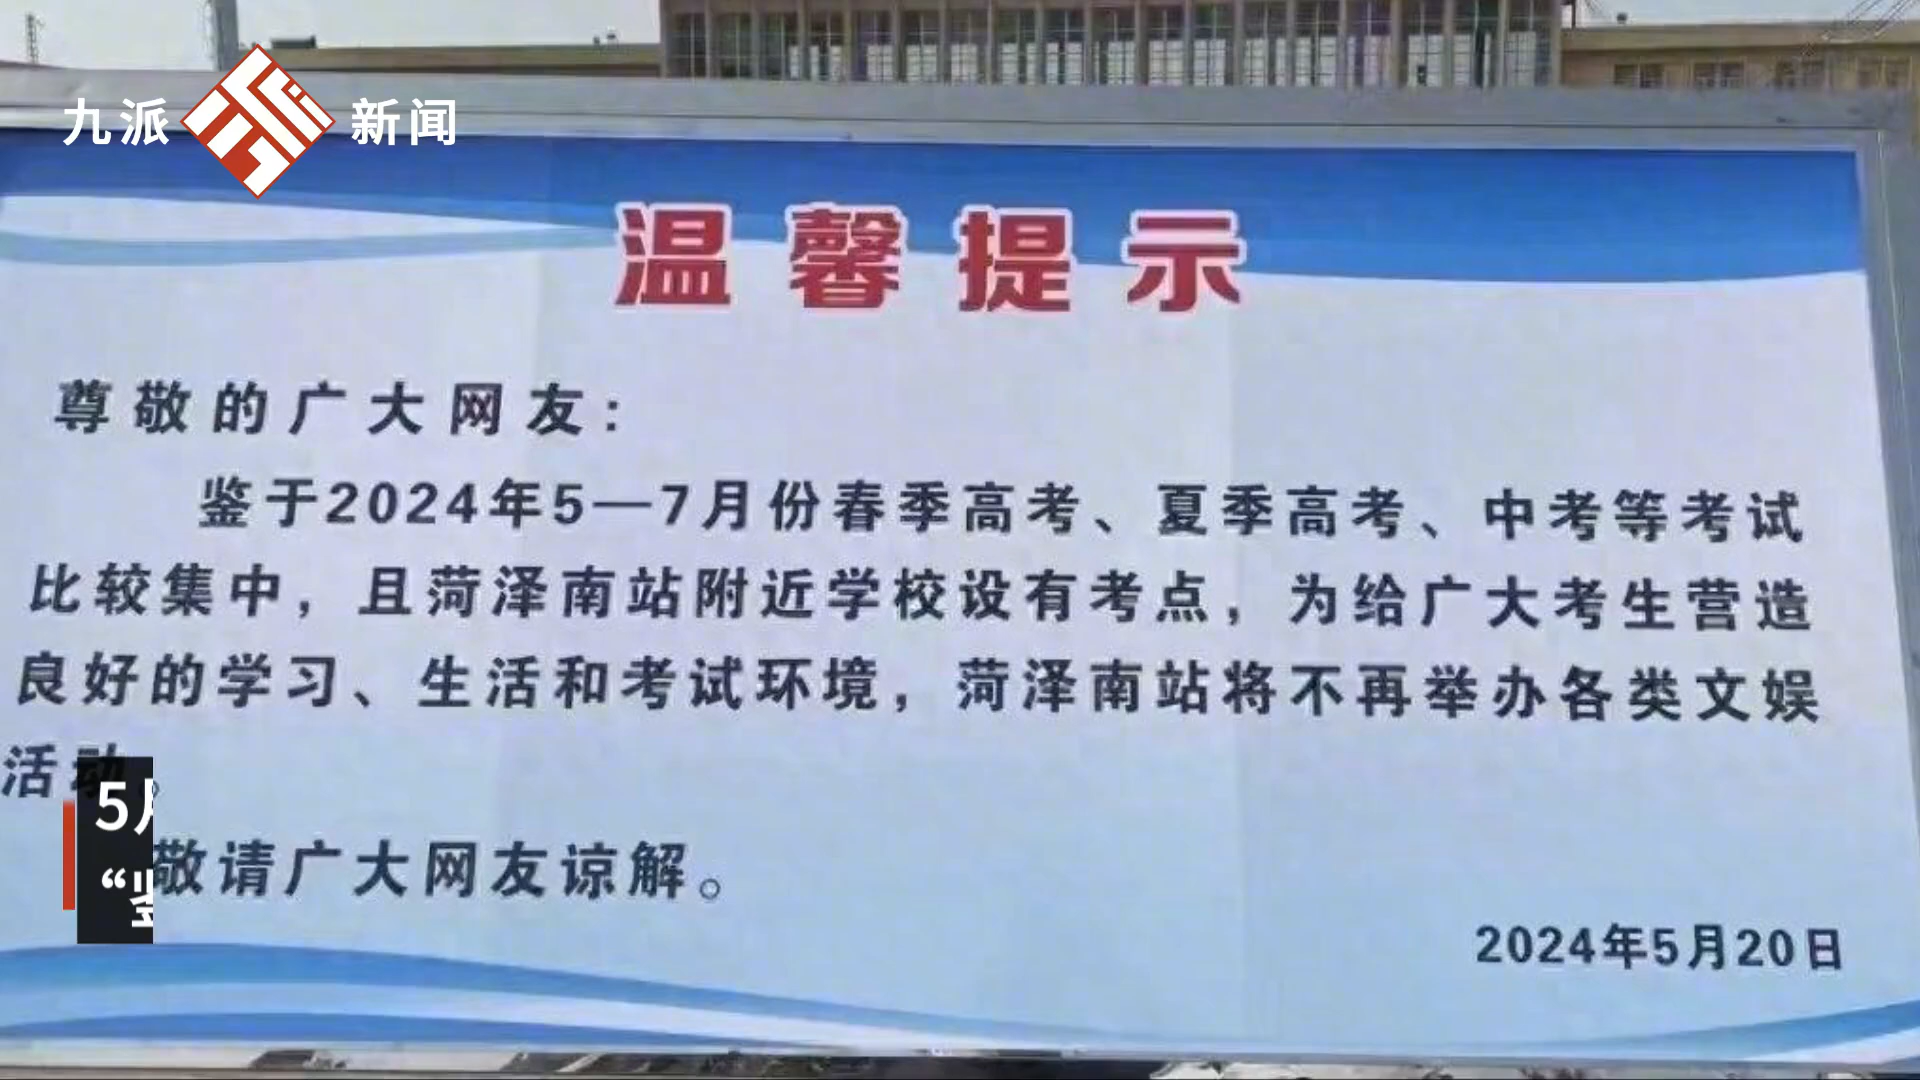 九派 新闻
温馨提示
尊敬的广大网友：
鉴于2024年5—7月份春季高考、夏季高考、中考等考试
比较集中，且菏泽南站附近学校设有考点，为给广大考生营造
良好的学习、生活和考试环境，菏泽南站将不再举办各类文娱
活动。
5月
敬请广大网友谅解。
“鉴
2024年5月20日